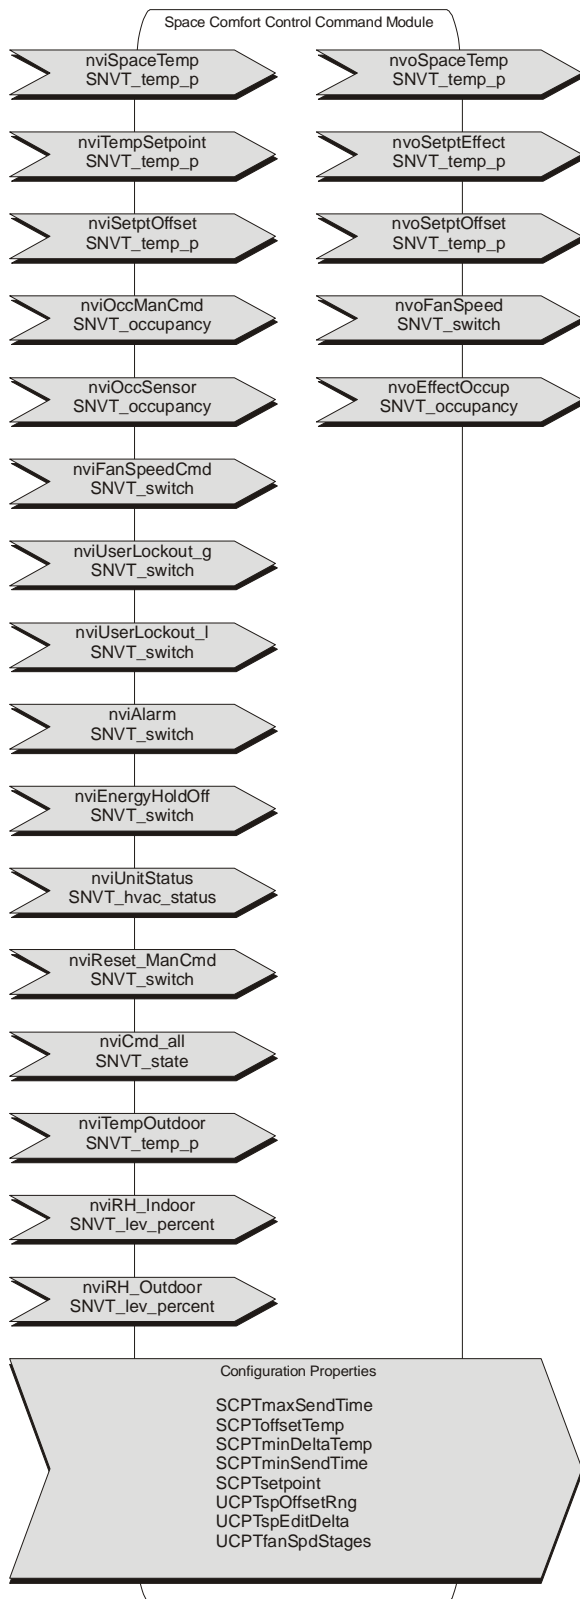 Space Comfort Control Command Module
nviSpaceTemp
SNVT_temp_p
nviTempSetpoint
SNVT_temp_p
nviSetptOffset
SNVT_temp_p
nviOccManCmd
SNVT_occupancy
nviOccSensor
SNVT_occupancy
nviFanSpeedCmd
SNVT_switch
nviUserLockout_g
SNVT_switch
nviUserLockout_l
SNVT_switch
nviAlarm
SNVT_switch
nviEnergyHoldOff
SNVT_switch
nviUnitStatus
SNVT_hvac_status
nviReset_ManCmd
SNVT_switch
nviCmd_all
SNVT_state
nviTempOutdoor
SNVT_temp_p
nviRH_Indoor
SNVT_lev_percent
nviRH_Outdoor
SNVT_lev_percent
nvoSpaceTemp
SNVT_temp_p
nvoSetptEffect
SNVT_temp_p
nvoSetptOffset
SNVT_temp_p
nvoFanSpeed
SNVT_switch
nvoEffectOccup
SNVT_occupancy
Configuration Properties
SCPTmaxSendTime
SCPToffsetTemp
SCPTminDeltaTemp
SCPTminSendTime
SCPTsetpoint
UCPTspOffsetRng
UCPTspEditDelta
UCPTfanSpdStages